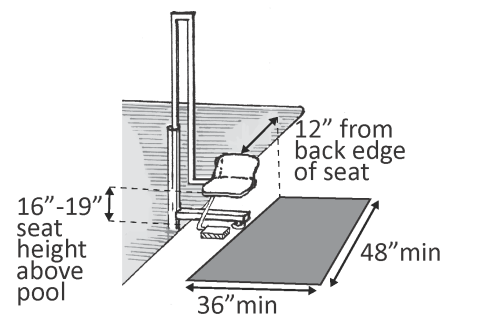 12” from
back edge
of seat
16”-19”
seat
height
above
pool
48”min
36”min